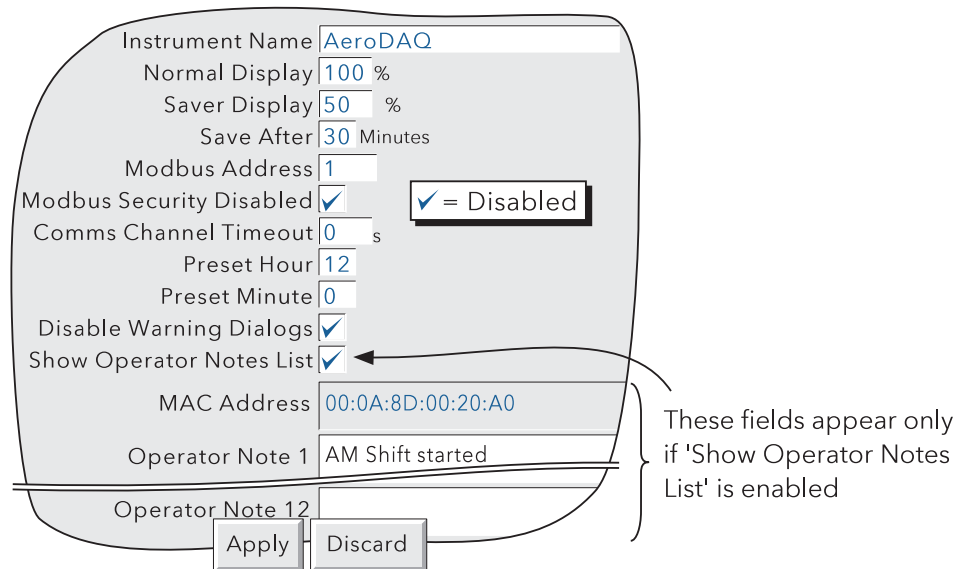 Instrument Name AeroDAQ
Normal Display 100 %
Saver Display 50 %
Save After 30 Minutes
Modbus Address 1
Modbus Security Disabled ✓
✓ = Disabled
Comms Channel Timeout 0 s
Preset Hour 12
Preset Minute 0
Disable Warning Dialogs ✓
Show Operator Notes List ✓
MAC Address 00:0A:8D:00:20:A0
Operator Note 1 AM Shift started
Operator Note 12
Apply Discard
These fields appear only
if 'Show Operator Notes
List' is enabled